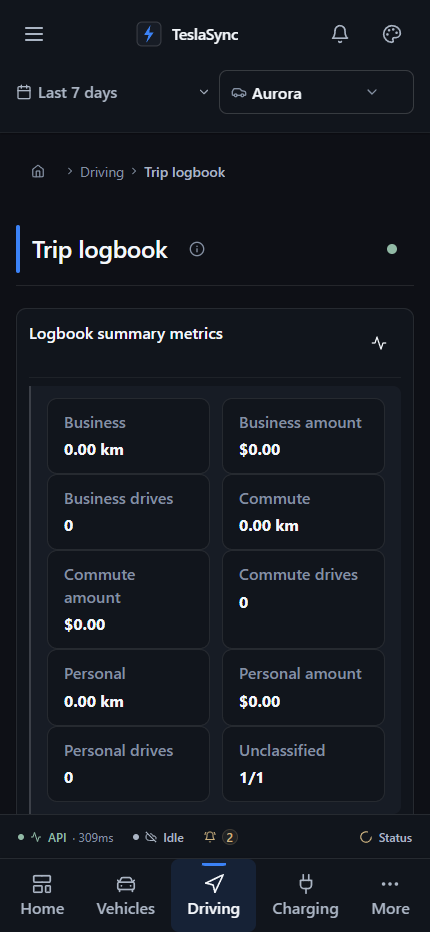 TeslaSync
Last 7 days
Aurora
Driving
Trip logbook
Trip logbook
Logbook summary metrics
Business
0.00 km
Business amount
$0.00
Business drives
0
Commute
0.00 km
Commute
amount
$0.00
Commute drives
0
Personal
0.00 km
Personal amount
$0.00
Personal drives
0
Unclassified
1/1
API · 309ms
Idle
2
Status
Home
Vehicles
Driving
Charging
More